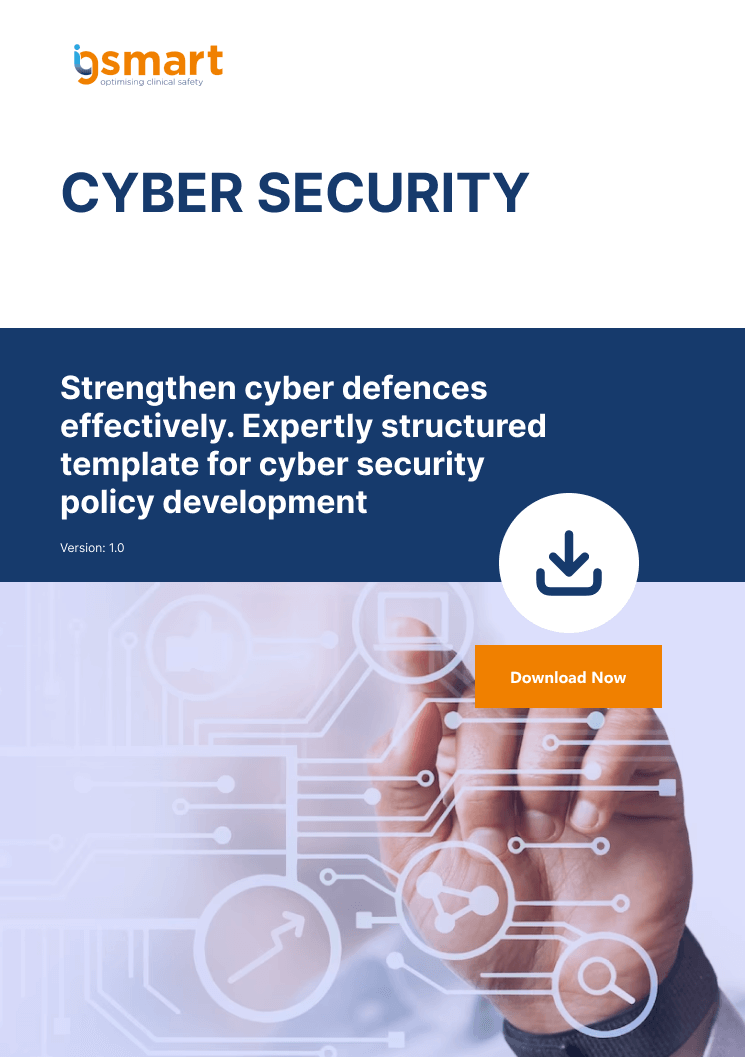 igsmart
optimising clinical safety
CYBER SECURITY
Strengthen cyber defences
effectively. Expertly structured
template for cyber security
policy development
Version: 1.0
Download Now